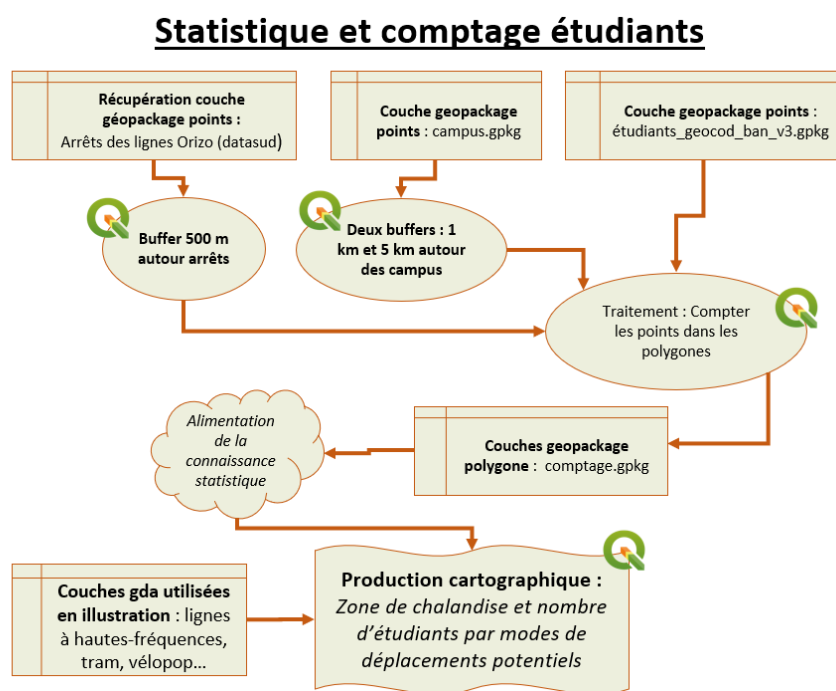 Statistique et comptage étudiants
Récupération couche
géopackage points :
Arrêts des lignes Orizo (datasud)
Couche geopackage
points : campus.gpkg
Couche geopackage points :
étudiants_geocod_ban_v3.gpkg
Buffer 500 m
autour arrêts
Deux buffers : 1
km et 5 km autour
des campus
Traitement : Compter
les points dans les
polygones
Alimentation
de la
connaissance
statistique
Couches geopackage
polygone : comptage.gpkg
Couches gda utilisées
en illustration : lignes
à hautes-fréquences,
tram, vélopop...
Production cartographique :
Zone de chalandise et nombre
d’étudiants par modes de
déplacements potentiels